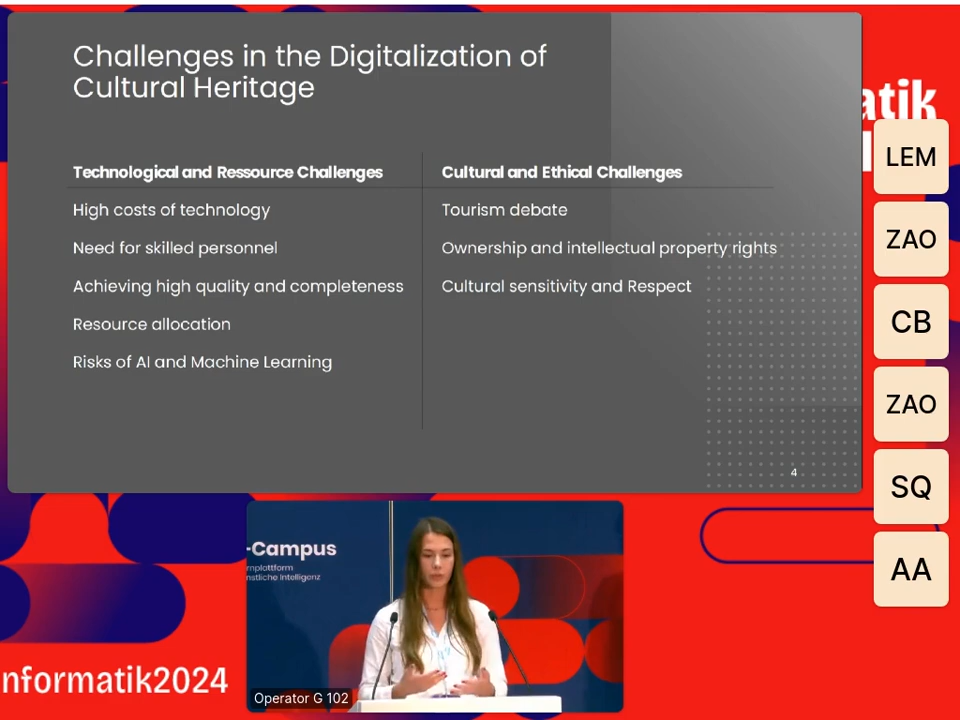 Challenges in the Digitalization of
Cultural Heritage
Technological and Ressource Challenges
High costs of technology
Need for skilled personnel
Achieving high quality and completeness
Resource allocation
Risks of AI and Machine Learning
Cultural and Ethical Challenges
Tourism debate
Ownership and intellectual property rights
Cultural sensitivity and Respect
4
atik
LEM
ZAO
CB
ZAO
SQ
AA
-Campus
rnplattform
nstliche Intelligenz
Operator G 102
nformatik2024